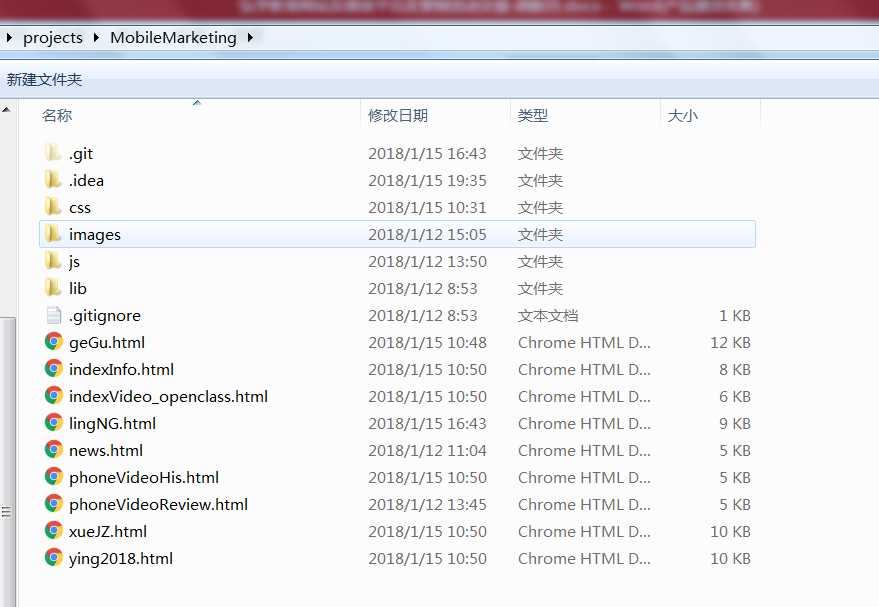 projects MobileMarketing
新建文件夹
名称 修改日期 类型 大小
.git 2018/1/15 16:43 文件夹
.idea 2018/1/15 19:35 文件夹
css 2018/1/15 10:31 文件夹
images 2018/1/12 15:05 文件夹
js 2018/1/12 13:50 文件夹
lib 2018/1/12 8:53 文件夹
.gitignore 2018/1/12 8:53 文本文档 1 KB
geGu.html 2018/1/15 10:48 Chrome HTML D... 12 KB
indexInfo.html 2018/1/15 10:50 Chrome HTML D... 8 KB
indexVideo_openclass.html 2018/1/15 10:50 Chrome HTML D... 6 KB
lingNG.html 2018/1/15 16:43 Chrome HTML D... 9 KB
news.html 2018/1/12 11:04 Chrome HTML D... 5 KB
phoneVideoHis.html 2018/1/15 10:50 Chrome HTML D... 5 KB
phoneVideoReview.html 2018/1/12 13:45 Chrome HTML D... 5 KB
xueJZ.html 2018/1/15 10:50 Chrome HTML D... 10 KB
ying2018.html 2018/1/15 10:50 Chrome HTML D... 10 KB